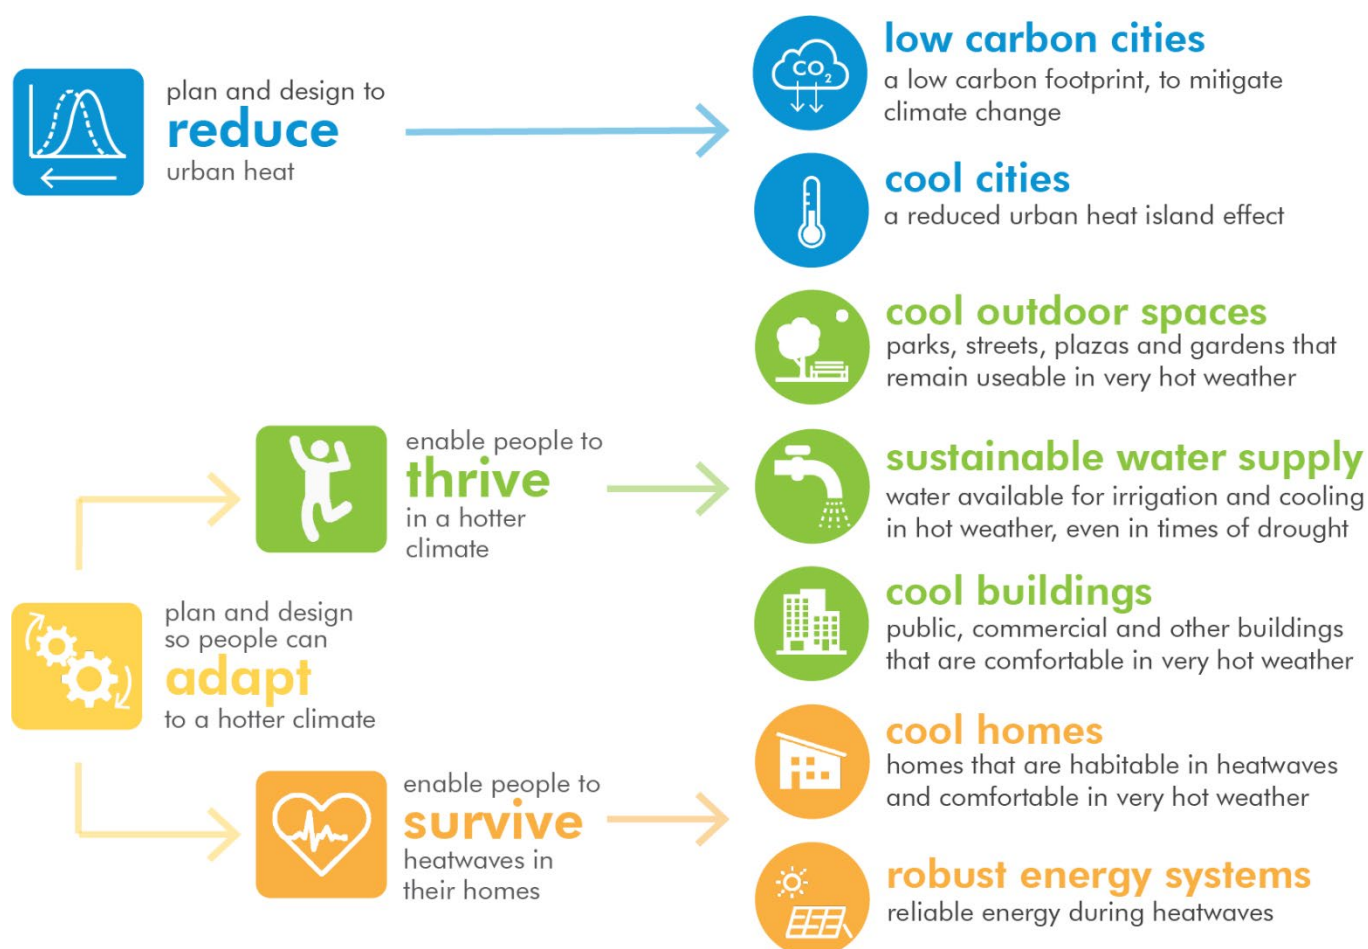 plan and design to
reduce
urban heat
CO2
low carbon cities
a low carbon footprint, to mitigate
climate change
cool cities
a reduced urban heat island effect
plan and design
so people can
adapt
to a hotter climate
enable people to
thrive
in a hotter
climate
cool outdoor spaces
parks, streets, plazas and gardens that
remain useable in very hot weather
sustainable water supply
water available for irrigation and cooling
in hot weather, even in times of drought
cool buildings
public, commercial and other buildings
that are comfortable in very hot weather
enable people to
survive
heatwaves in
their homes
cool homes
homes that are habitable in heatwaves
and comfortable in very hot weather
robust energy systems
reliable energy during heatwaves